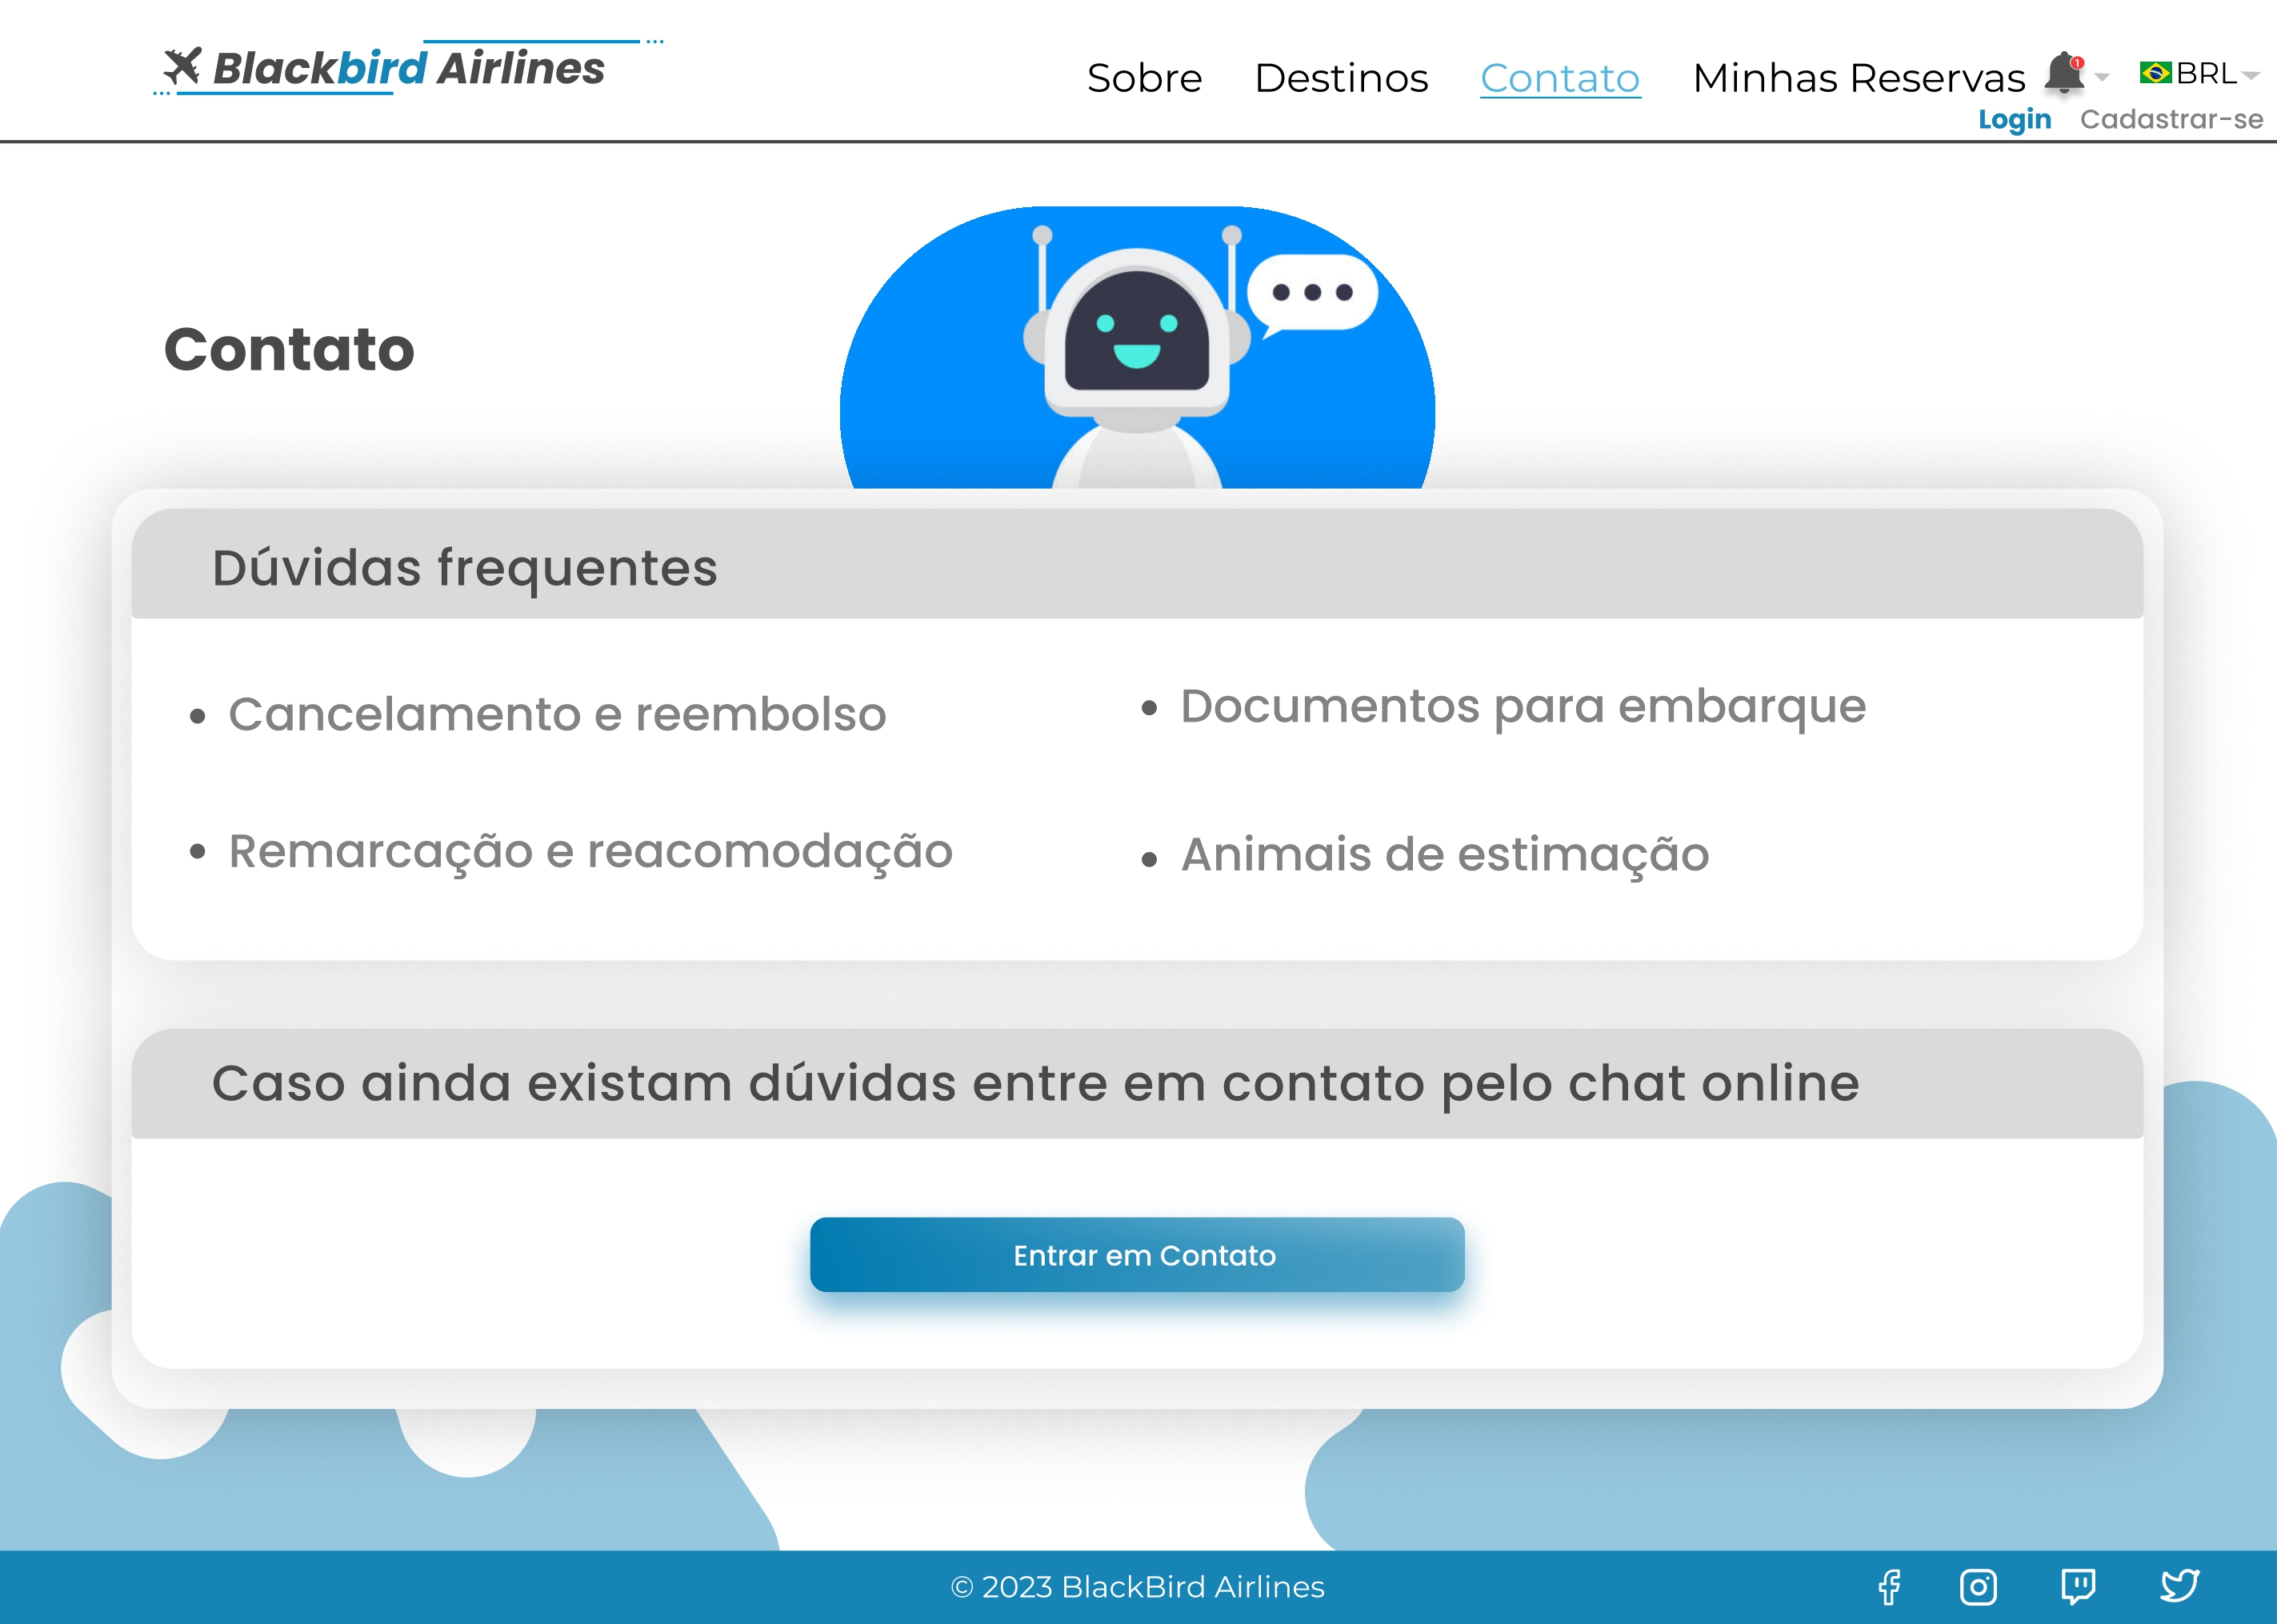 Blackbird Airlines
Sobre Destinos Contato Minhas Reservas 1 BRL
Login Cadastrar-se
Contato
Dúvidas frequentes
Cancelamento e reembolso
Documentos para embarque
Remarcação e reacomodação
Animais de estimação
Caso ainda existam dúvidas entre em contato pelo chat online
Entrar em Contato
© 2023 BlackBird Airlines